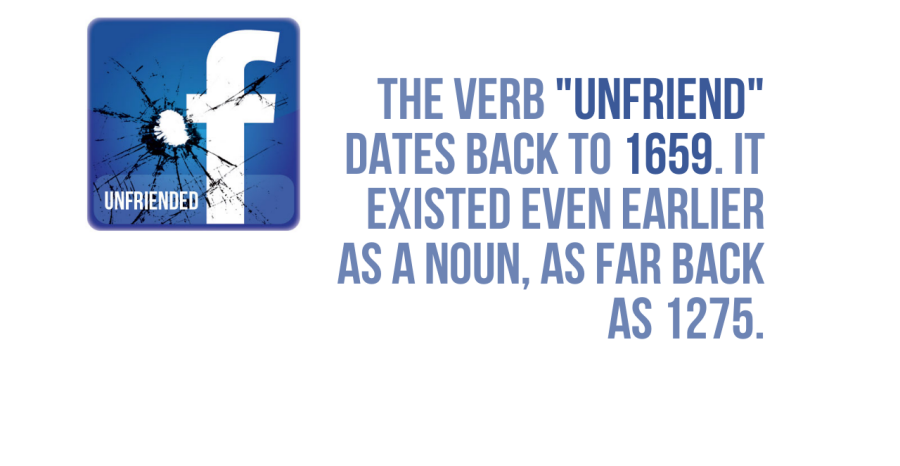 UNFRIENDED
THE VERB "UNFRIEND"
DATES BACK TO 1659. IT
EXISTED EVEN EARLIER
AS A NOUN, AS FAR BACK
AS 1275.